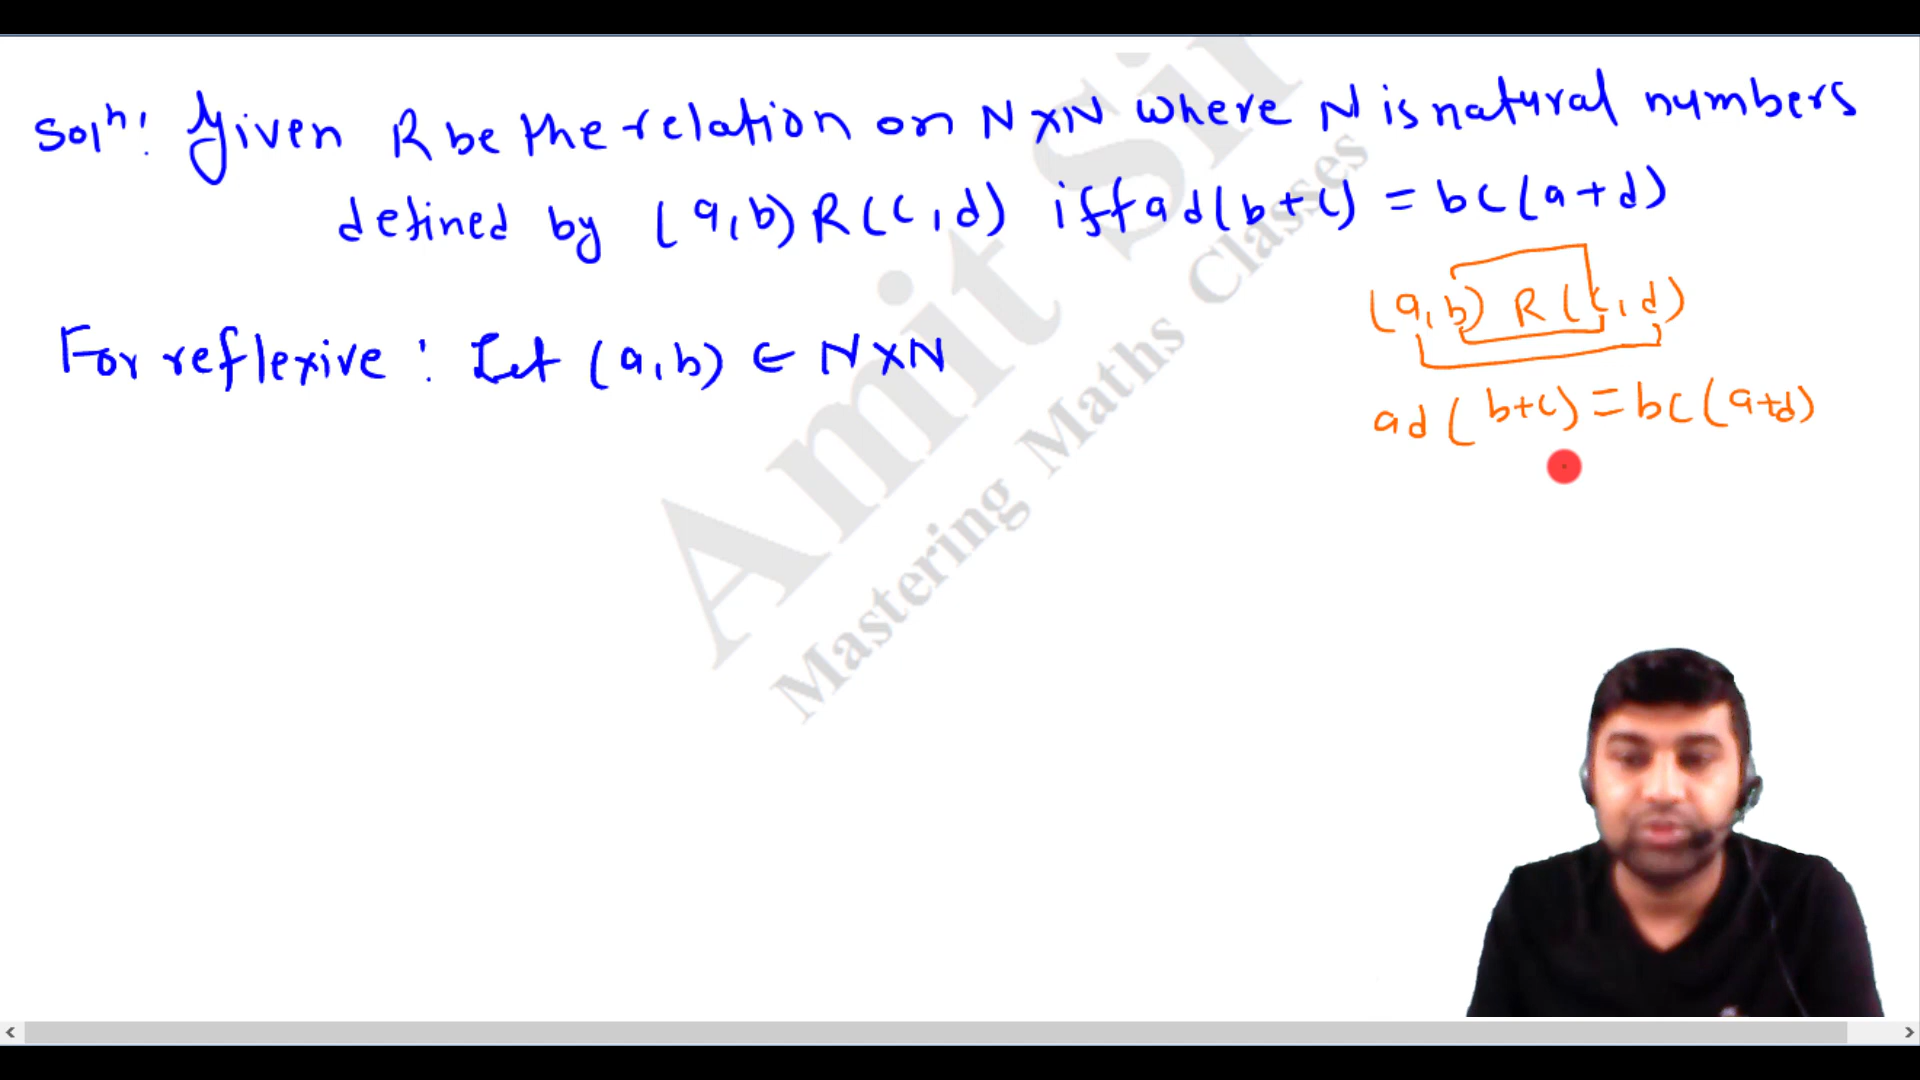 Solⁿ: Given R be the relation on N×N where N is natural numbers
defined by (a,b)R(c,d) iff ad(b+c) = bc(a+d)
(a,b) R (c,d)
For reflexive : Let (a,b) ∈ N×N
ad(b+c) = bc(a+d)
Amit Sir
Mastering Maths Classes